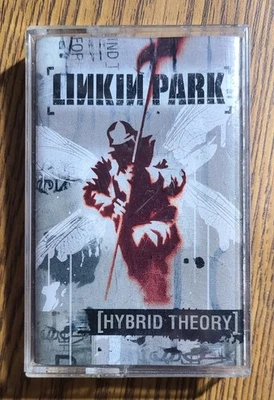 LINKIN PARK
[HYBRID THEORY]